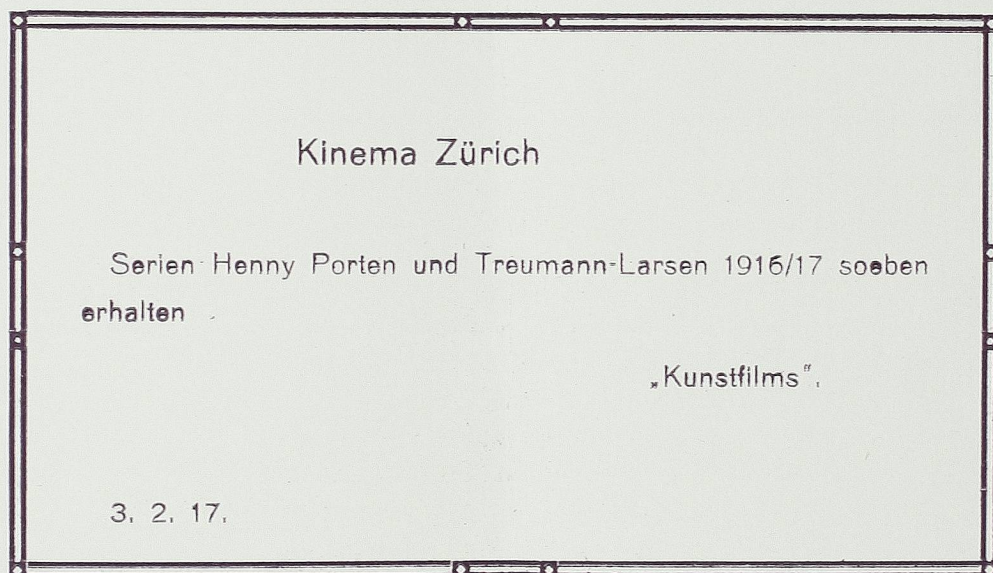 Kinema Zürich
Serien Henny Porten und Treumann-Larsen 1916/17 soeben
erhalten
„Kunstfilms".
3. 2. 17.